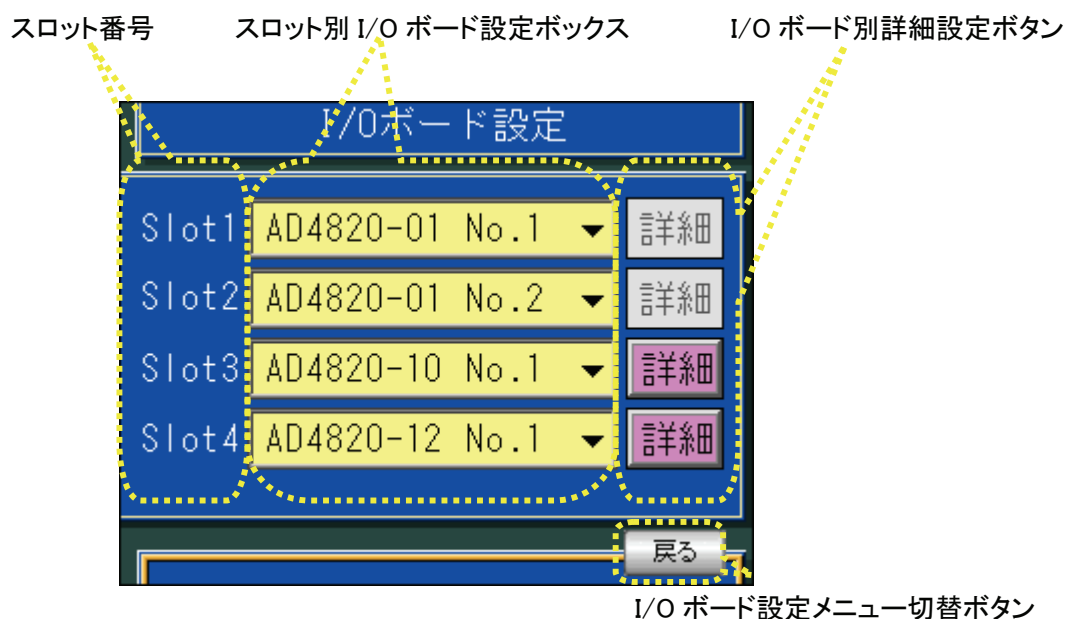 スロット番号 スロット別 I/O ボード設定ボックス I/O ボード別詳細設定ボタン
I/Oボード設定
Slot1 AD4820-01 No.1 詳細
Slot2 AD4820-01 No.2 詳細
Slot3 AD4820-10 No.1 詳細
Slot4 AD4820-12 No.1 詳細
戻る
I/O ボード設定メニュー切替ボタン